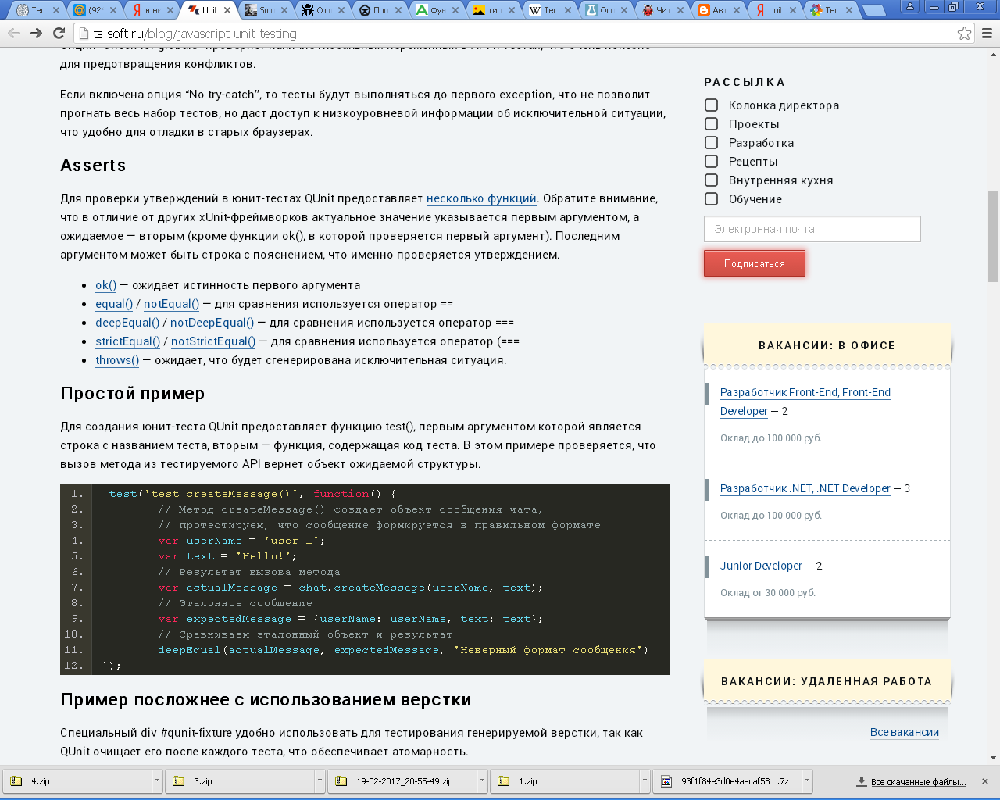 Тес
(920
юни
Unit
Smo
Отл
Про
Фун
тип
Тес
Осо
Чит
Авт
unit
Тес
ts-soft.ru/blog/javascript-unit-testing
для предотвращения конфликтов.
Если включена опция “No try-catch”, то тесты будут выполняться до первого exception, что не позволит
прогнать весь набор тестов, но даст доступ к низкоуровневой информации об исключительной ситуации,
что удобно для отладки в старых браузерах.
Asserts
Для проверки утверждений в юнит-тестах QUnit предоставляет несколько функций. Обратите внимание,
что в отличие от других xUnit-фреймворков актуальное значение указывается первым аргументом, а
ожидаемое — вторым (кроме функции ok(), в которой проверяется первый аргумент). Последним
аргументом может быть строка с пояснением, что именно проверяется утверждением.
ok() — ожидает истинность первого аргумента
equal() / notEqual() — для сравнения используется оператор ==
deepEqual() / notDeepEqual() — для сравнения используется оператор ===
strictEqual() / notStrictEqual() — для сравнения используется оператор (===
throws() — ожидает, что будет сгенерирована исключительная ситуация.
Простой пример
Для создания юнит-теста QUnit предоставляет функцию test(), первым аргументом которой является
строка с названием теста, вторым — функция, содержащая код теста. В этом примере проверяется, что
вызов метода из тестируемого API вернет объект ожидаемой структуры.
1. test('test createMessage()', function() {
2. // Метод createMessage() создает объект сообщения чата,
3. // протестируем, что сообщение формируется в правильном формате
4. var userName = 'user 1';
5. var text = 'Hello!';
6. // Результат вызова метода
7. var actualMessage = chat.createMessage(userName, text);
8. // Эталонное сообщение
9. var expectedMessage = {userName: userName, text: text};
10. // Сравниваем эталонный объект и результат
11. deepEqual(actualMessage, expectedMessage, 'Неверный формат сообщения')
12. });
Пример посложнее с использованием верстки
Специальный div #qunit-fixture удобно использовать для тестирования генерируемой верстки, так как
QUnit очищает его после каждого теста, что обеспечивает атомарность.
РАССЫЛКА
Колонка директора
Проекты
Разработка
Рецепты
Внутренняя кухня
Обучение
Электронная почта
Подписаться
ВАКАНСИИ: В ОФИСЕ
Разработчик Front-End, Front-End
Developer — 2
Оклад до 100 000 руб.
Разработчик .NET, .NET Developer — 3
Оклад до 100 000 руб.
Junior Developer — 2
Оклад от 30 000 руб.
ВАКАНСИИ: УДАЛЕННАЯ РАБОТА
Все вакансии
4.zip
3.zip
19-02-2017_20-55-49.zip
1.zip
93f1f84e3d0e4aacaf58....7z
Все скачанные файлы...